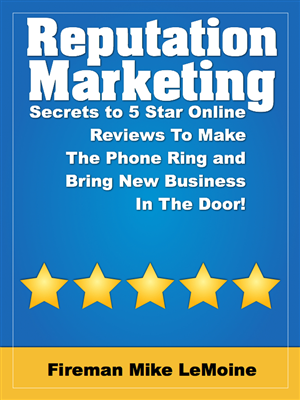 Reputation
Marketing
Secrets to 5 Star Online
Reviews To Make
The Phone Ring and
Bring New Business
In The Door!
Fireman Mike LeMoine